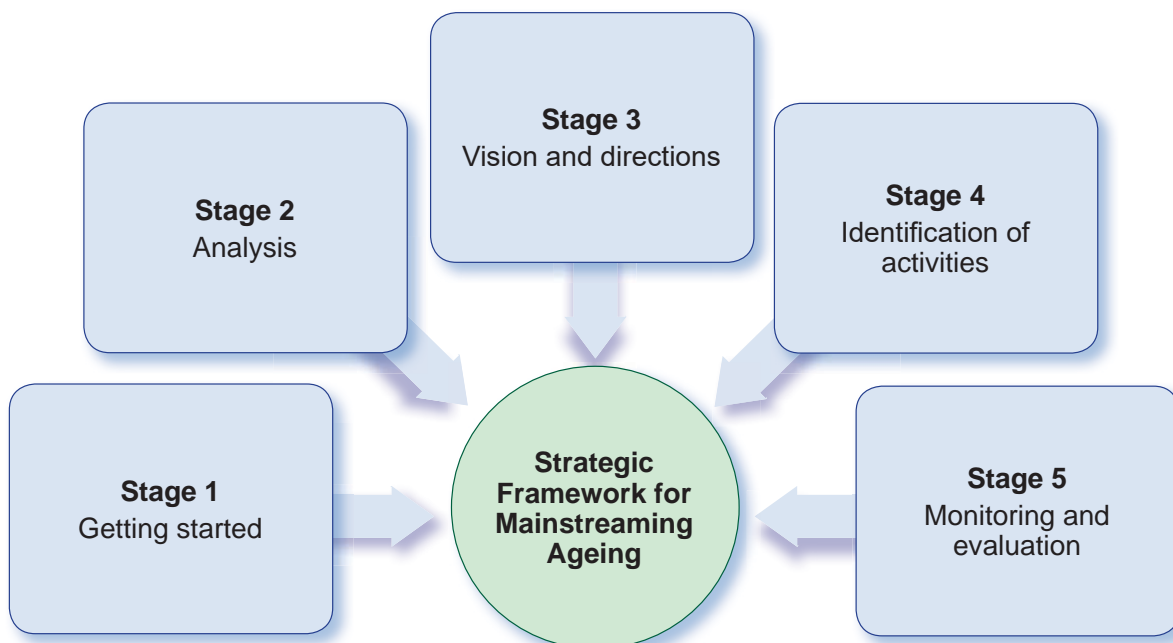 Stage 1
Getting started
Stage 2
Analysis
Stage 3
Vision and directions
Stage 4
Identification of
activities
Stage 5
Monitoring and
evaluation
Strategic
Framework for
Mainstreaming
Ageing